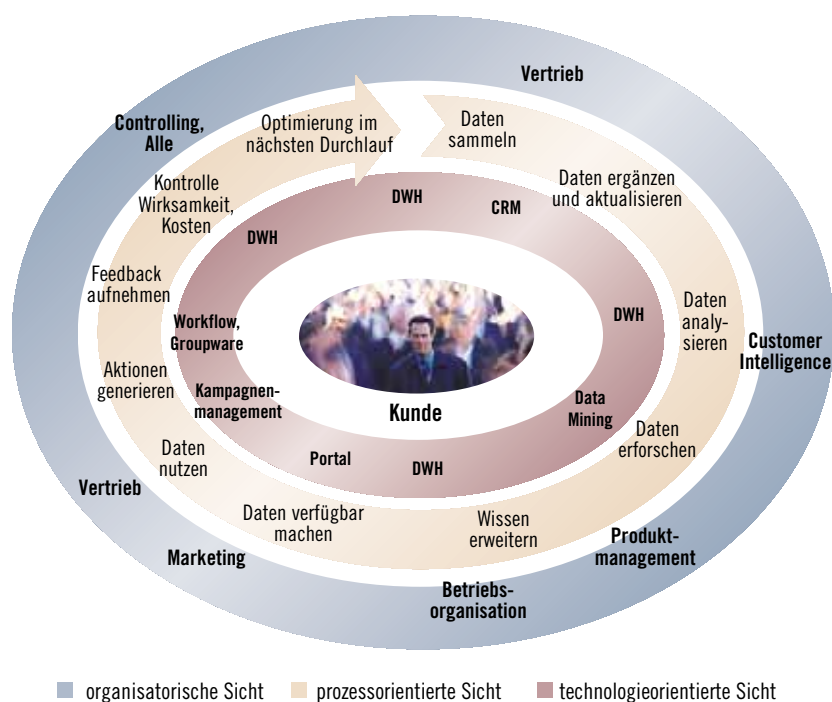 Vertrieb
Controlling,
Alle
Optimierung im
nächsten Durchlauf
Daten
sammeln
Daten ergänzen
und aktualisieren
Kontrolle
Wirksamkeit,
Kosten
DWH
CRM
DWH
Feedback
aufnehmen
Daten
analy-
sieren
DWH
Workflow,
Groupware
Customer
Intelligence
Aktionen
generieren
Kampagnen-
management
Kunde
Data
Mining
Daten
erforschen
Daten
nutzen
Portal
DWH
Vertrieb
Daten verfügbar
machen
Wissen
erweitern
Produkt-
management
Marketing
Betriebs-
organisation
organisatorische Sicht
prozessorientierte Sicht
technologieorientierte Sicht